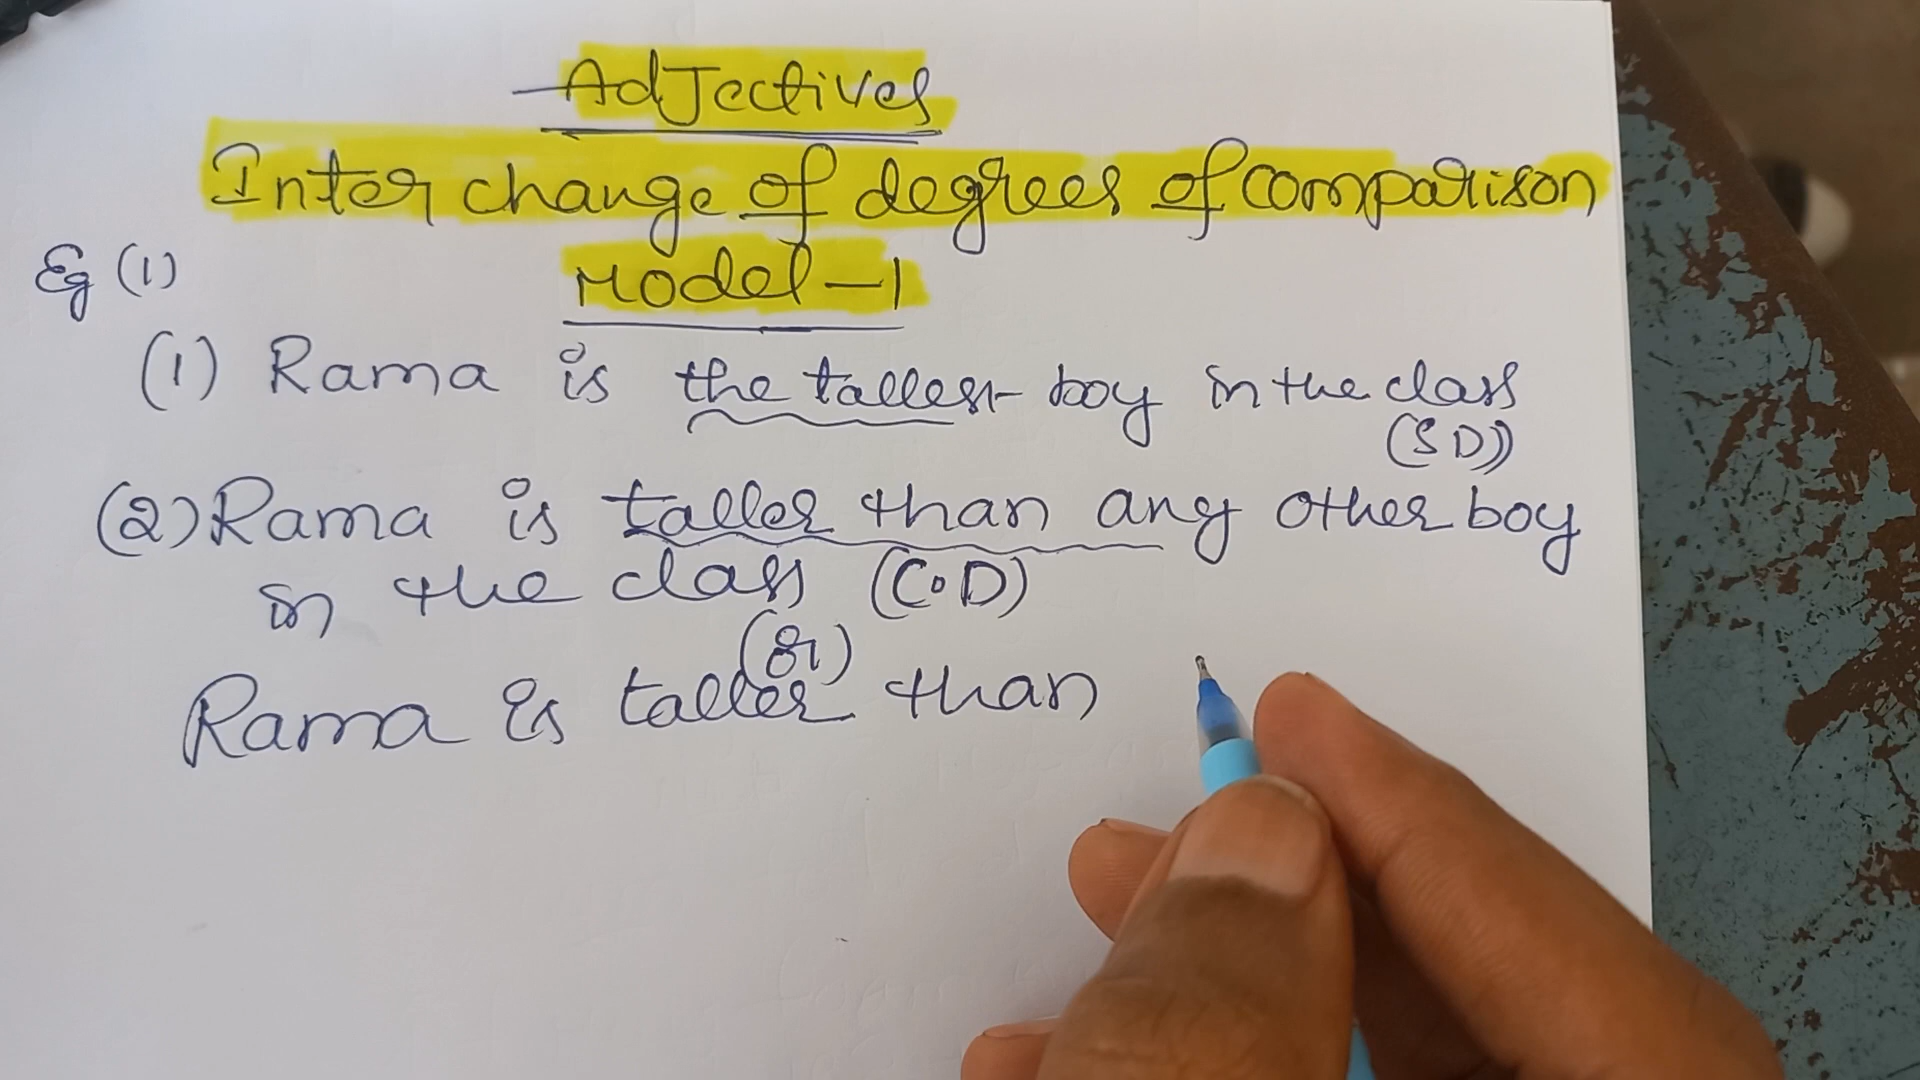 AdJectives
Inter change of degrees of comparison
Model-1
Eg (1)
(1) Rama is the tallest boy in the class
(SD)
(2) Rama is taller than any other boy
in the class (C.D)
(or)
Rama is taller than